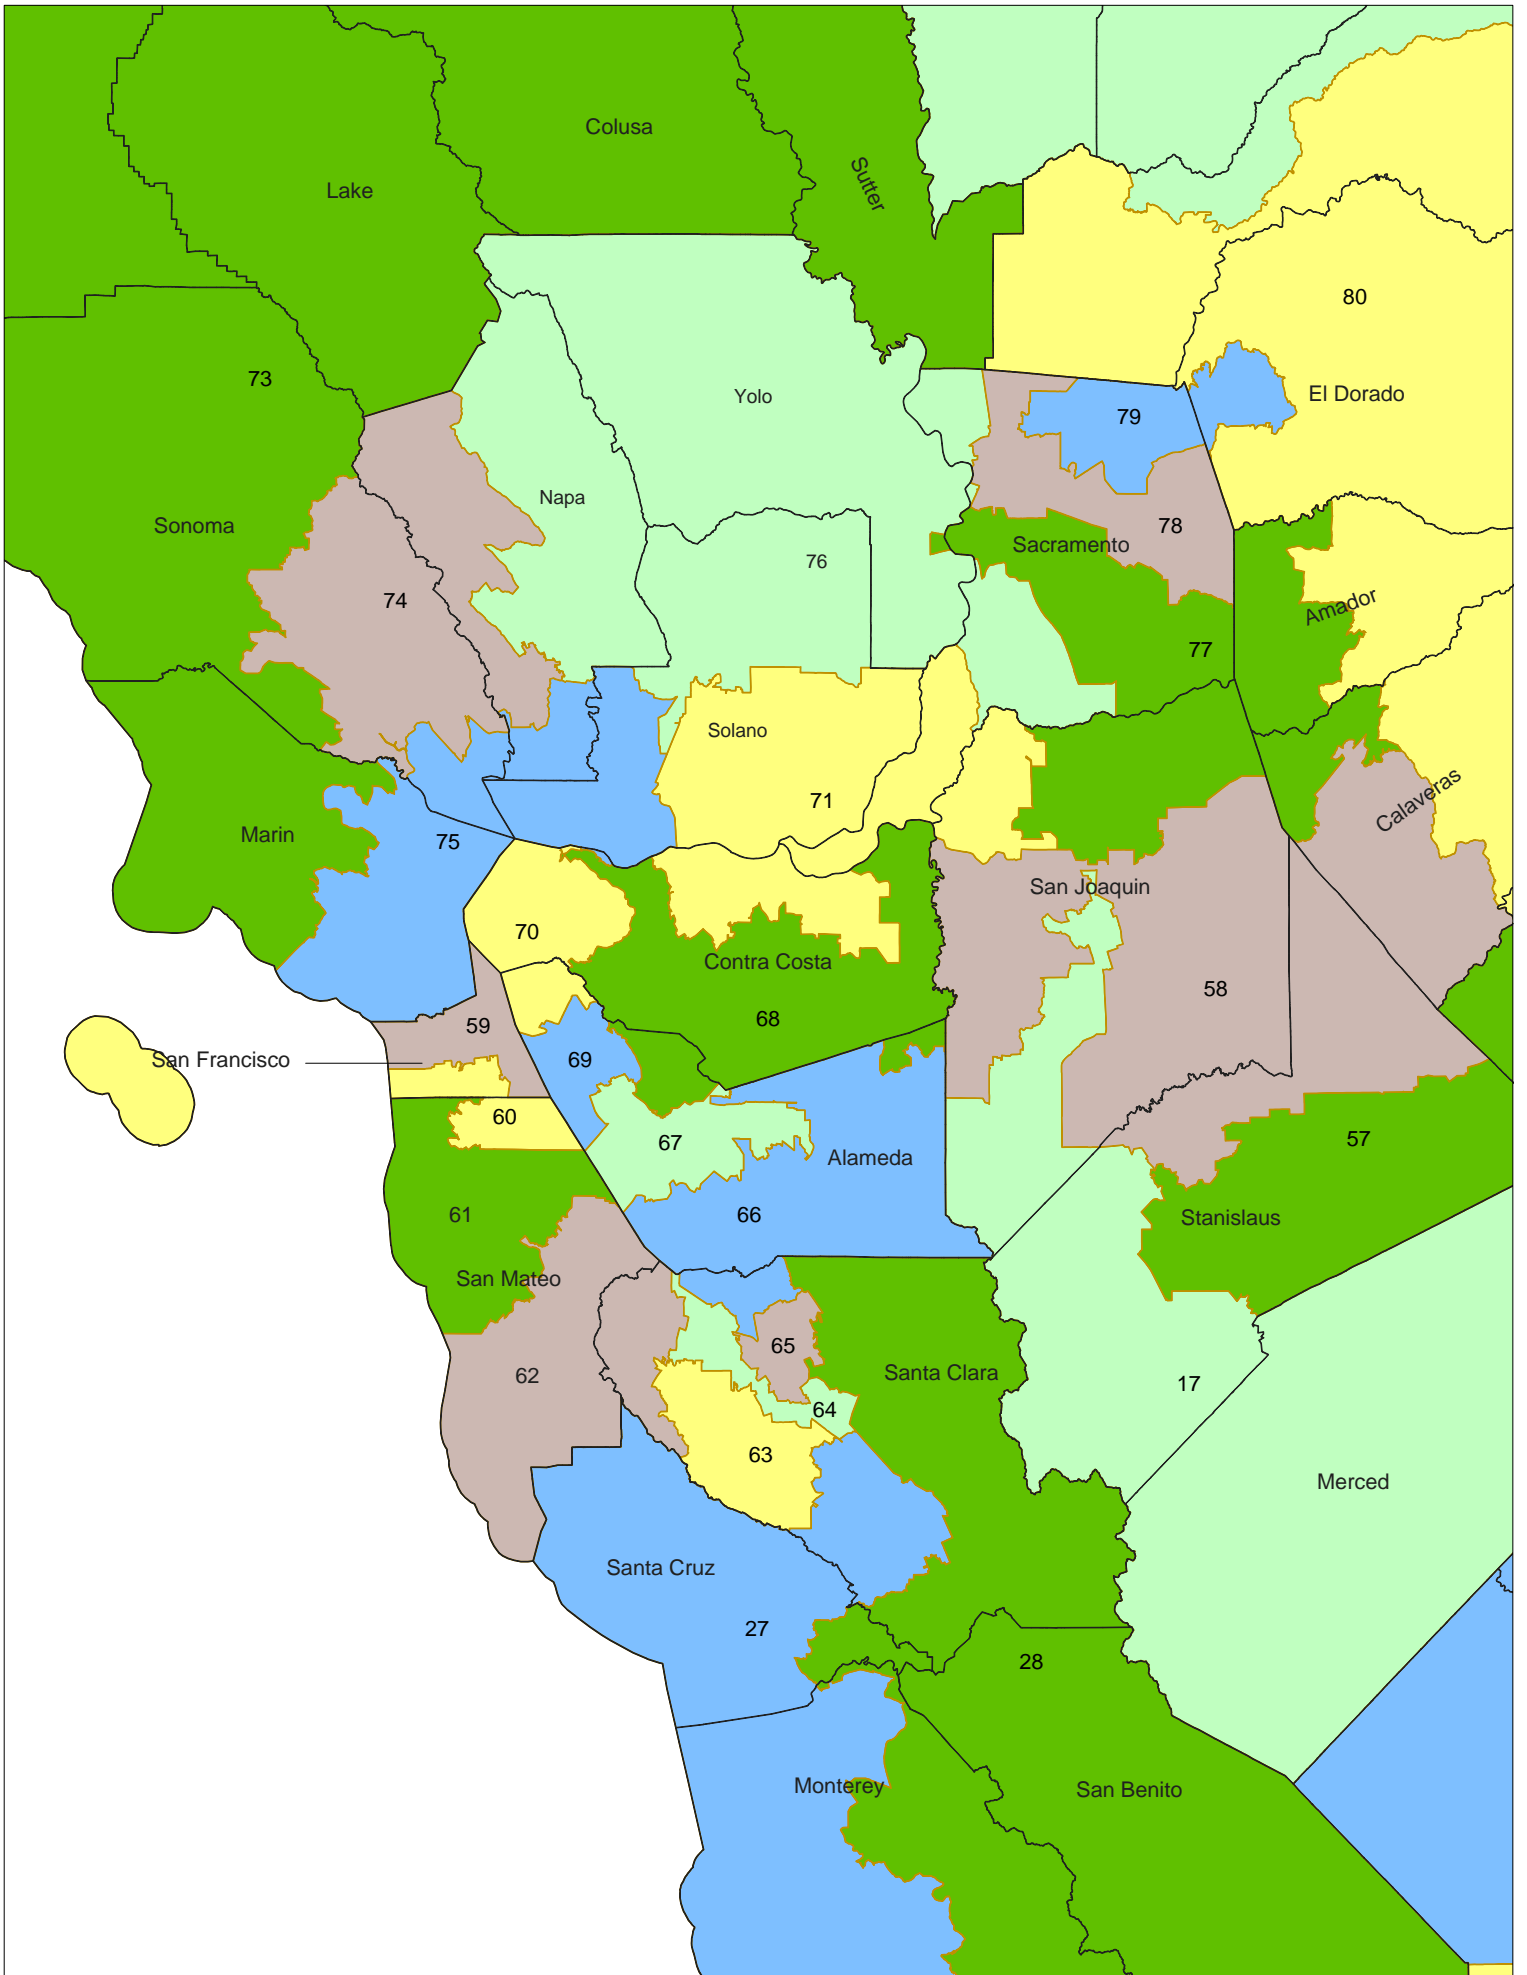 Colusa
Sutter
Lake
80
73
El Dorado
Yolo
79
Napa
Sonoma
78
Sacramento
76
74
Amador
77
Solano
71
Calaveras
Marin
75
San Joaquin
70
Contra Costa
58
68
59
San Francisco
69
60
67
57
Alameda
61
66
Stanislaus
San Mateo
65
Santa Clara
62
17
64
63
Merced
Santa Cruz
27
28
Monterey
San Benito